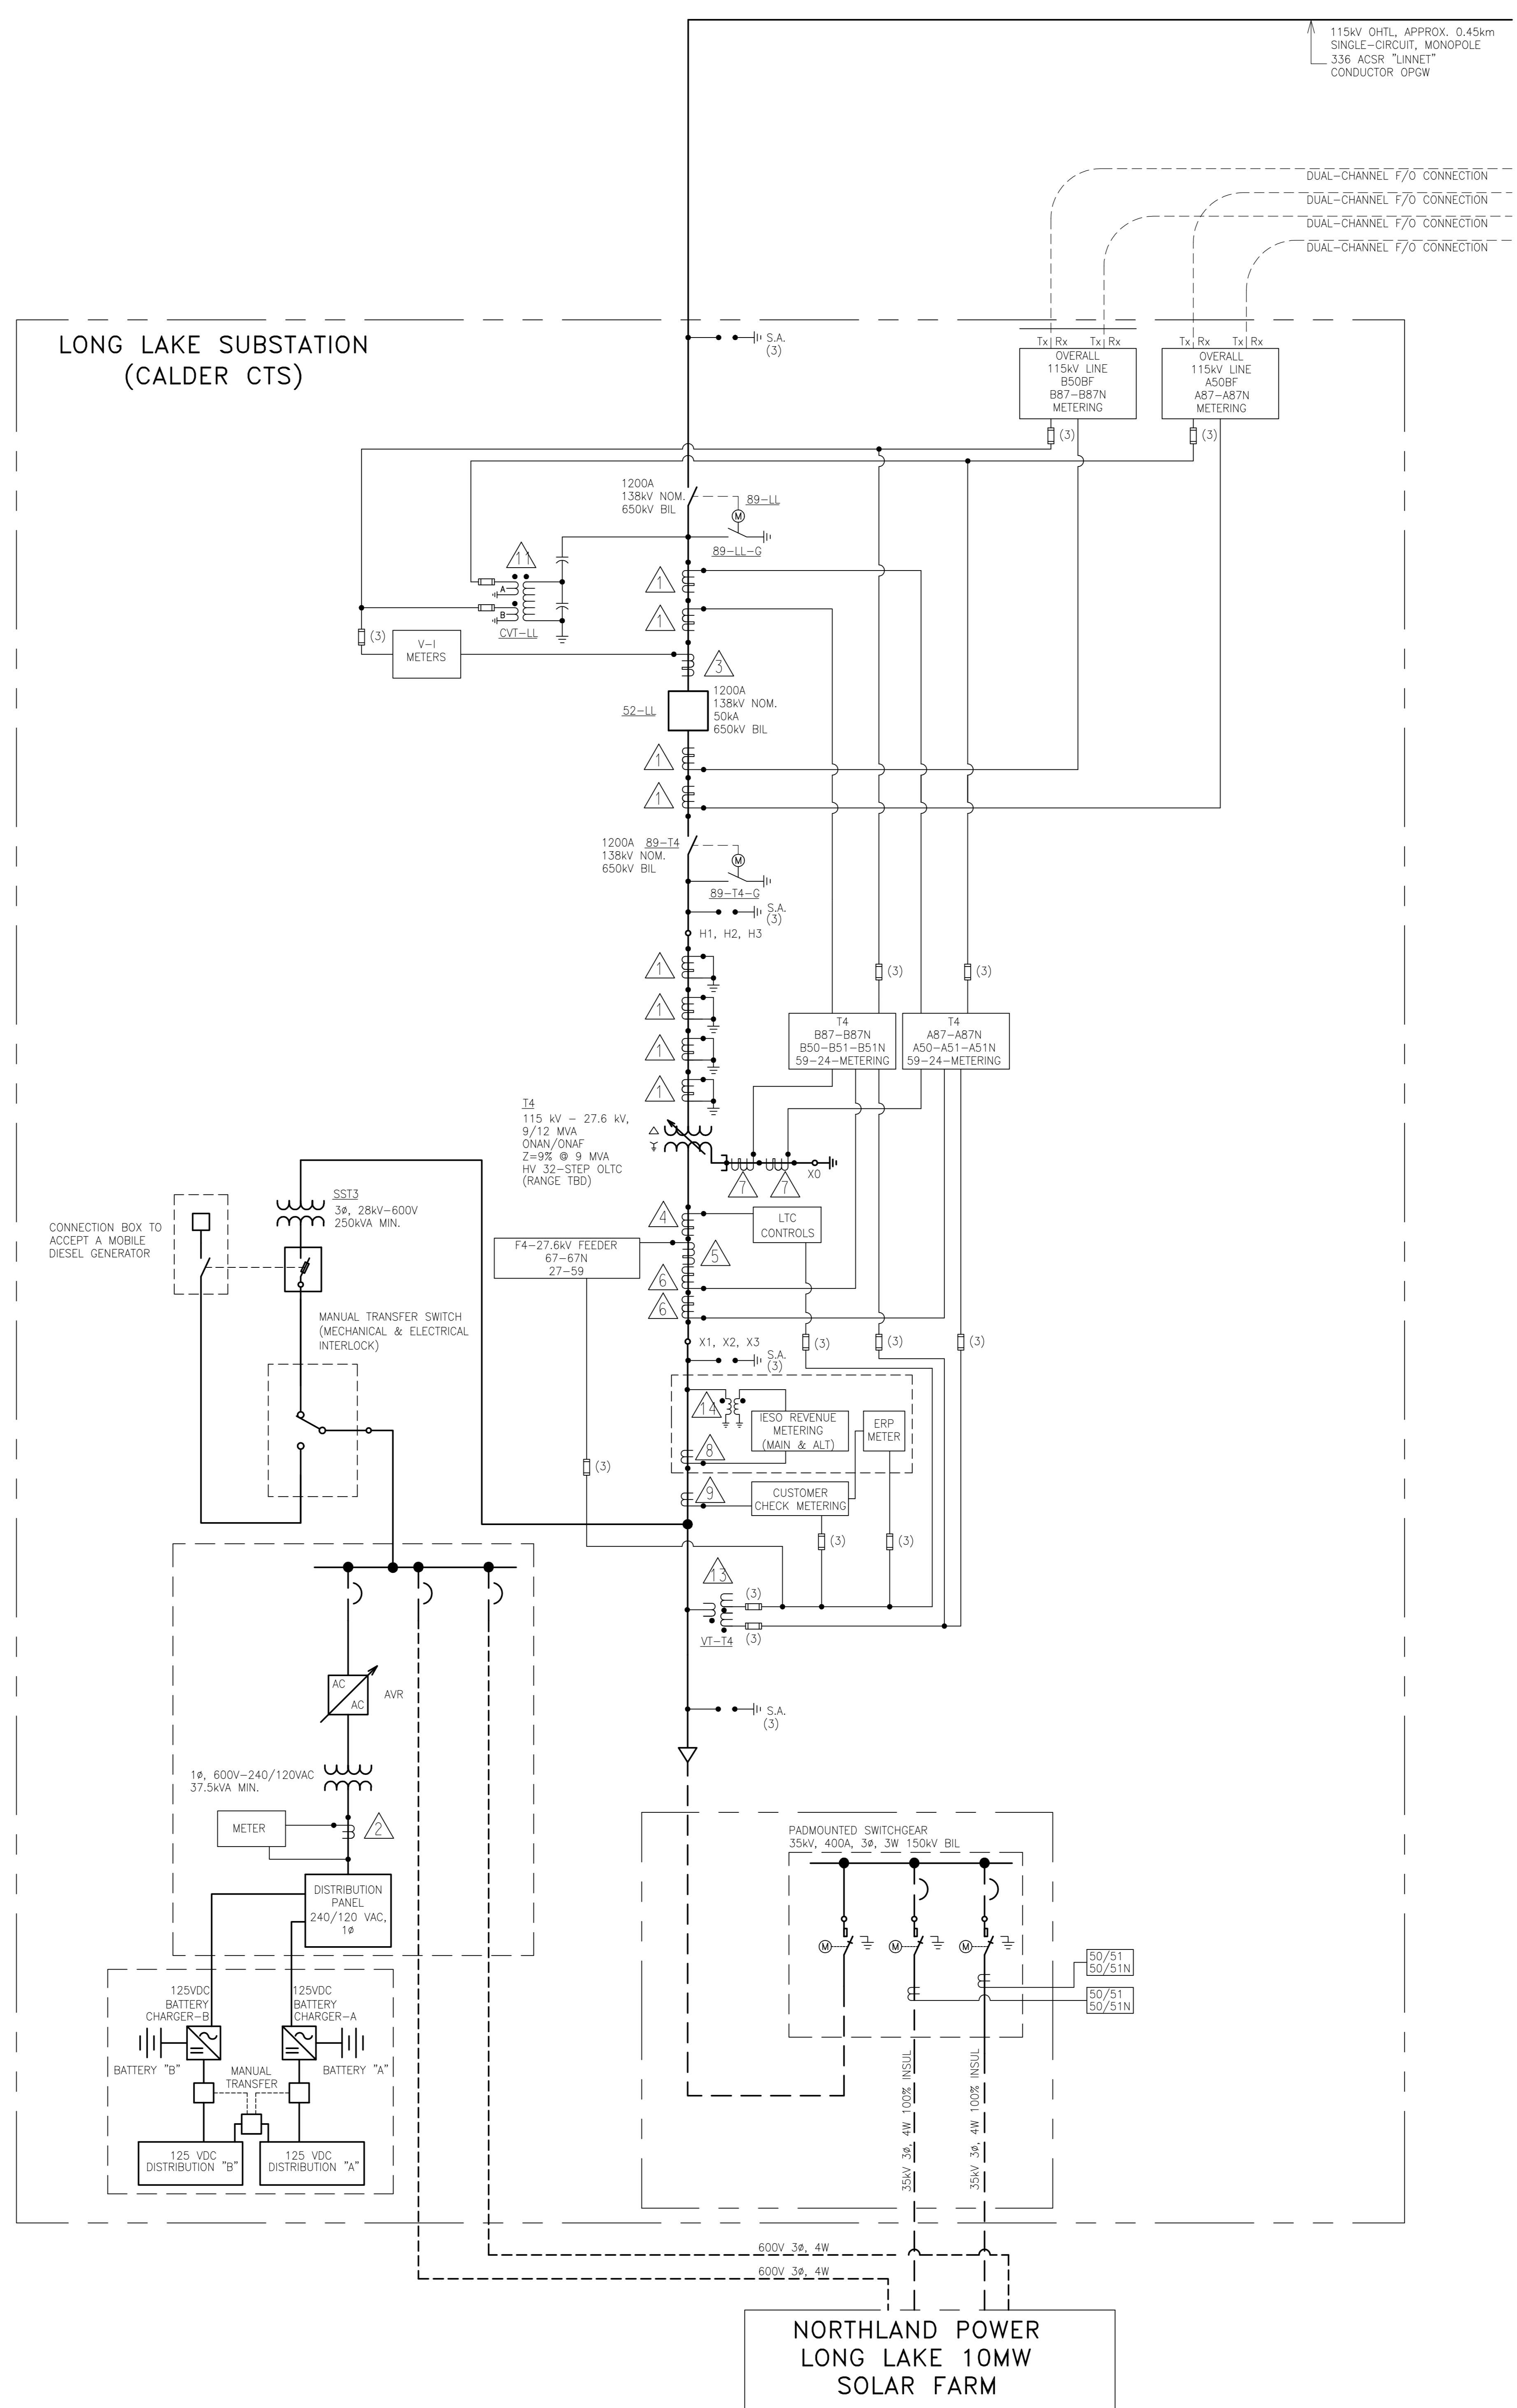 115kV OHTL, APPROX. 0.45km
SINGLE-CIRCUIT, MONOPOLE
336 ACSR "LINNET"
CONDUCTOR OPGW
DUAL-CHANNEL F/O CONNECTION
DUAL-CHANNEL F/O CONNECTION
DUAL-CHANNEL F/O CONNECTION
DUAL-CHANNEL F/O CONNECTION
LONG LAKE SUBSTATION
(CALDER CTS)
S.A.
(3)
Tx Rx
Tx Rx
OVERALL
115kV LINE
B50BF
B87-B87N
METERING
(3)
Tx Rx
Tx Rx
OVERALL
115kV LINE
A50BF
A87-A87N
METERING
(3)
1200A
138kV NOM.
650kV BIL
89-LL
M
89-LL-G
11
A
B
CVT-LL
1
1
(3)
V-I
METERS
3
52-LL
1200A
138kV NOM.
50kA
650kV BIL
1
1
1200A 89-T4
138kV NOM.
650kV BIL
M
89-T4-G
S.A.
(3)
H1, H2, H3
1
1
1
1
(3)
(3)
T4
B87-B87N
B50-B51-B51N
59-24-METERING
T4
A87-A87N
A50-A51-A51N
59-24-METERING
T4
115 kV - 27.6 kV,
9/12 MVA
ONAN/ONAF
Z=9% @ 9 MVA
HV 32-STEP OLTC
(RANGE TBD)
7
7
X0
SST3
3ø, 28kV-600V
250kVA MIN.
CONNECTION BOX TO
ACCEPT A MOBILE
DIESEL GENERATOR
4
LTC
CONTROLS
F4-27.6kV FEEDER
67-67N
27-59
5
6
6
MANUAL TRANSFER SWITCH
(MECHANICAL & ELECTRICAL
INTERLOCK)
X1, X2, X3
(3)
(3)
(3)
S.A.
(3)
14
IESO REVENUE
METERING
(MAIN & ALT)
ERP
METER
8
(3)
9
CUSTOMER
CHECK METERING
(3)
(3)
13
(3)
VT-T4
(3)
AC
AC
AVR
S.A.
(3)
1ø, 600V-240/120VAC
37.5kVA MIN.
METER
2
DISTRIBUTION
PANEL
240/120 VAC,
1ø
PADMOUNTED SWITCHGEAR
35kV, 400A, 3ø, 3W 150kV BIL
M
M
M
50/51
50/51N
50/51
50/51N
125VDC
BATTERY
CHARGER-B
125VDC
BATTERY
CHARGER-A
BATTERY "B"
MANUAL
TRANSFER
BATTERY "A"
125 VDC
DISTRIBUTION "B"
125 VDC
DISTRIBUTION "A"
35kV 3ø, 4W 100% INSUL
35kV 3ø, 4W 100% INSUL
600V 3ø, 4W
600V 3ø, 4W
NORTHLAND POWER
LONG LAKE 10MW
SOLAR FARM